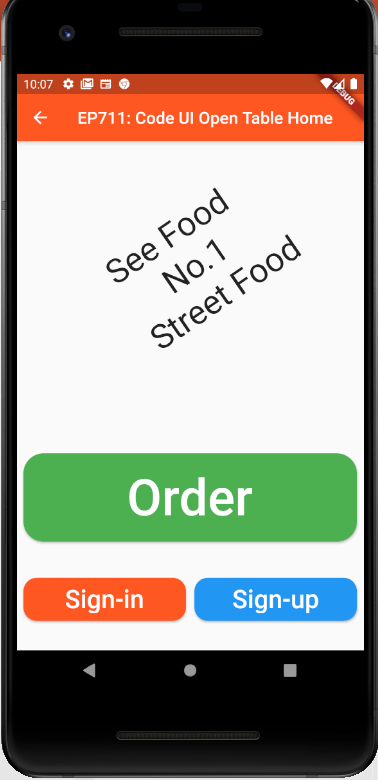 10:07
DEBUG
EP711: Code UI Open Table Home
See Food
No.1
Street Food
Order
Sign-in
Sign-up